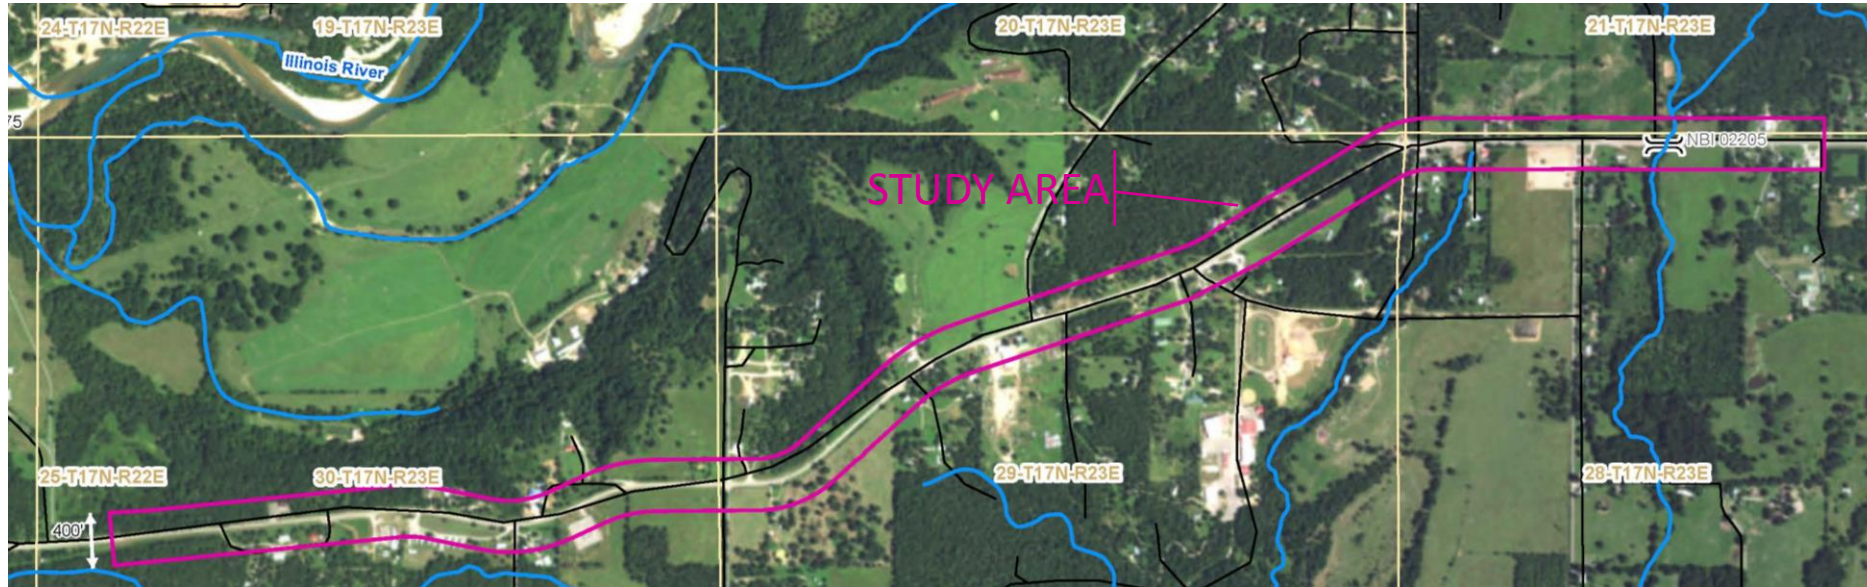 24-T17N-R22E
19-T17N-R23E
20-T17N-R23E
21-T17N-R23E
Illinois River
75
NBI 02205
STUDY AREA
25-T17N-R22E
30-T17N-R23E
29-T17N-R23E
28-T17N-R23E
400'